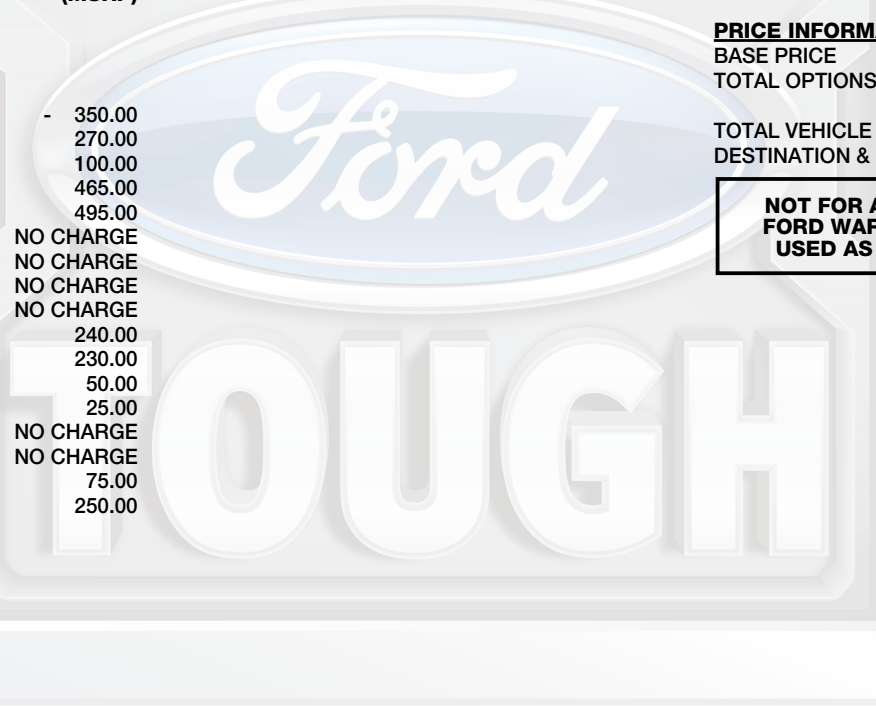 (MSRP)
- 350.00
270.00
100.00
465.00
495.00
NO CHARGE
NO CHARGE
NO CHARGE
NO CHARGE
240.00
230.00
50.00
25.00
NO CHARGE
NO CHARGE
75.00
250.00
PRICE INFORMA
BASE PRICE
TOTAL OPTIONS
TOTAL VEHICLE
DESTINATION &
NOT FOR A
FORD WAR
USED AS
Ford
TOUGH